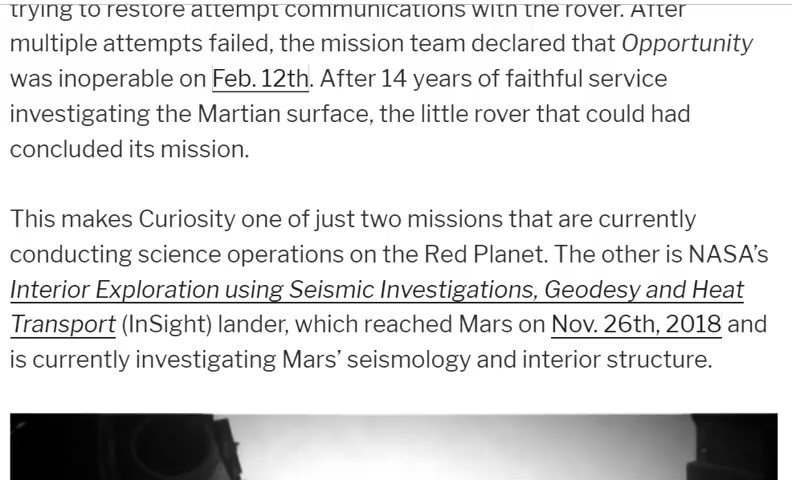 trying to restore attempt communications with the rover. After
multiple attempts failed, the mission team declared that Opportunity
was inoperable on Feb. 12th. After 14 years of faithful service
investigating the Martian surface, the little rover that could had
concluded its mission.
This makes Curiosity one of just two missions that are currently
conducting science operations on the Red Planet. The other is NASA’s
Interior Exploration using Seismic Investigations, Geodesy and Heat
Transport (InSight) lander, which reached Mars on Nov. 26th, 2018 and
is currently investigating Mars’ seismology and interior structure.